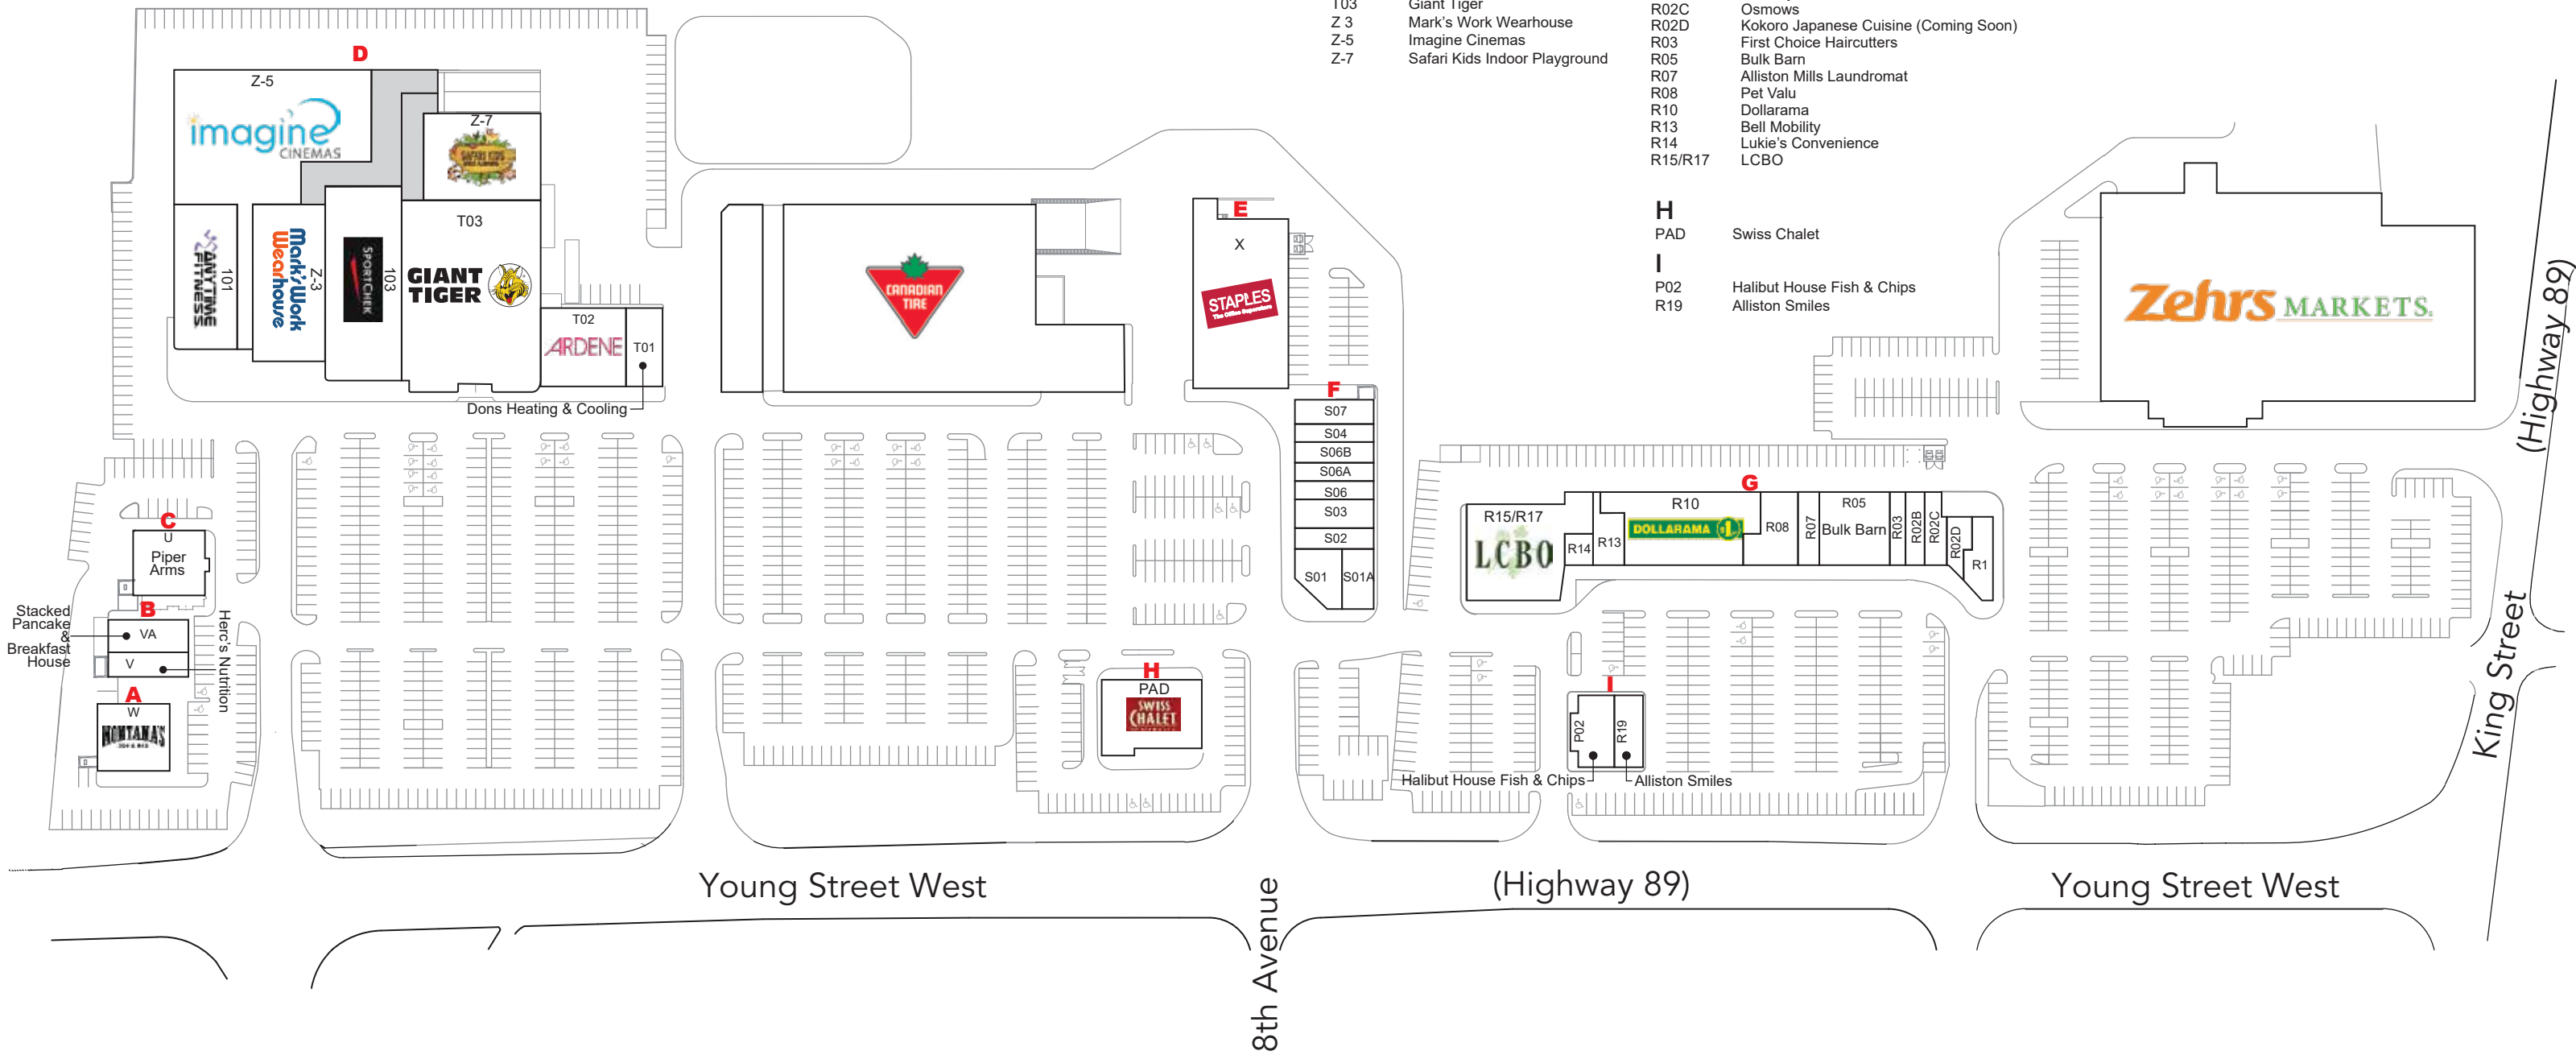 T03 Giant Tiger
Z 3 Mark's Work Wearhouse
Z-5 Imagine Cinemas
Z-7 Safari Kids Indoor Playground
R02C Osmows
R02D Kokoro Japanese Cuisine (Coming Soon)
R03 First Choice Haircutters
R05 Bulk Barn
R07 Alliston Mills Laundromat
R08 Pet Valu
R10 Dollarama
R13 Bell Mobility
R14 Lukie's Convenience
R15/R17 LCBO
H
PAD Swiss Chalet
I
P02 Halibut House Fish & Chips
R19 Alliston Smiles
D
Z-5
imagine
CINEMAS
Z-7
SAFARI KIDS
101
ANYTIME
FITNESS
Z-3
Mark's Work
Wearhouse
103
SPORTCHEK
T03
GIANT
TIGER
T02
ARDENE
T01
Dons Heating & Cooling
CANADIAN
TIRE
E
X
STAPLES
The Office Superstore
F
S07
S04
S06B
S06A
S06
S03
S02
S01
S01A
Zehrs MARKETS
(Highway 89)
King Street
G
R15/R17
LCBO
R14
R13
R10
DOLLARAMA $1
R08
R07
R05
Bulk Barn
R03
R02B
R02C
R02D
R1
C
U
Piper
Arms
B
VA
V
Stacked
Pancake
&
Breakfast
House
Herc's Nutrition
A
W
MONTANA'S
H
PAD
SWISS
CHALET
I
P02
R19
Halibut House Fish & Chips
Alliston Smiles
Young Street West
(Highway 89)
Young Street West
8th Avenue